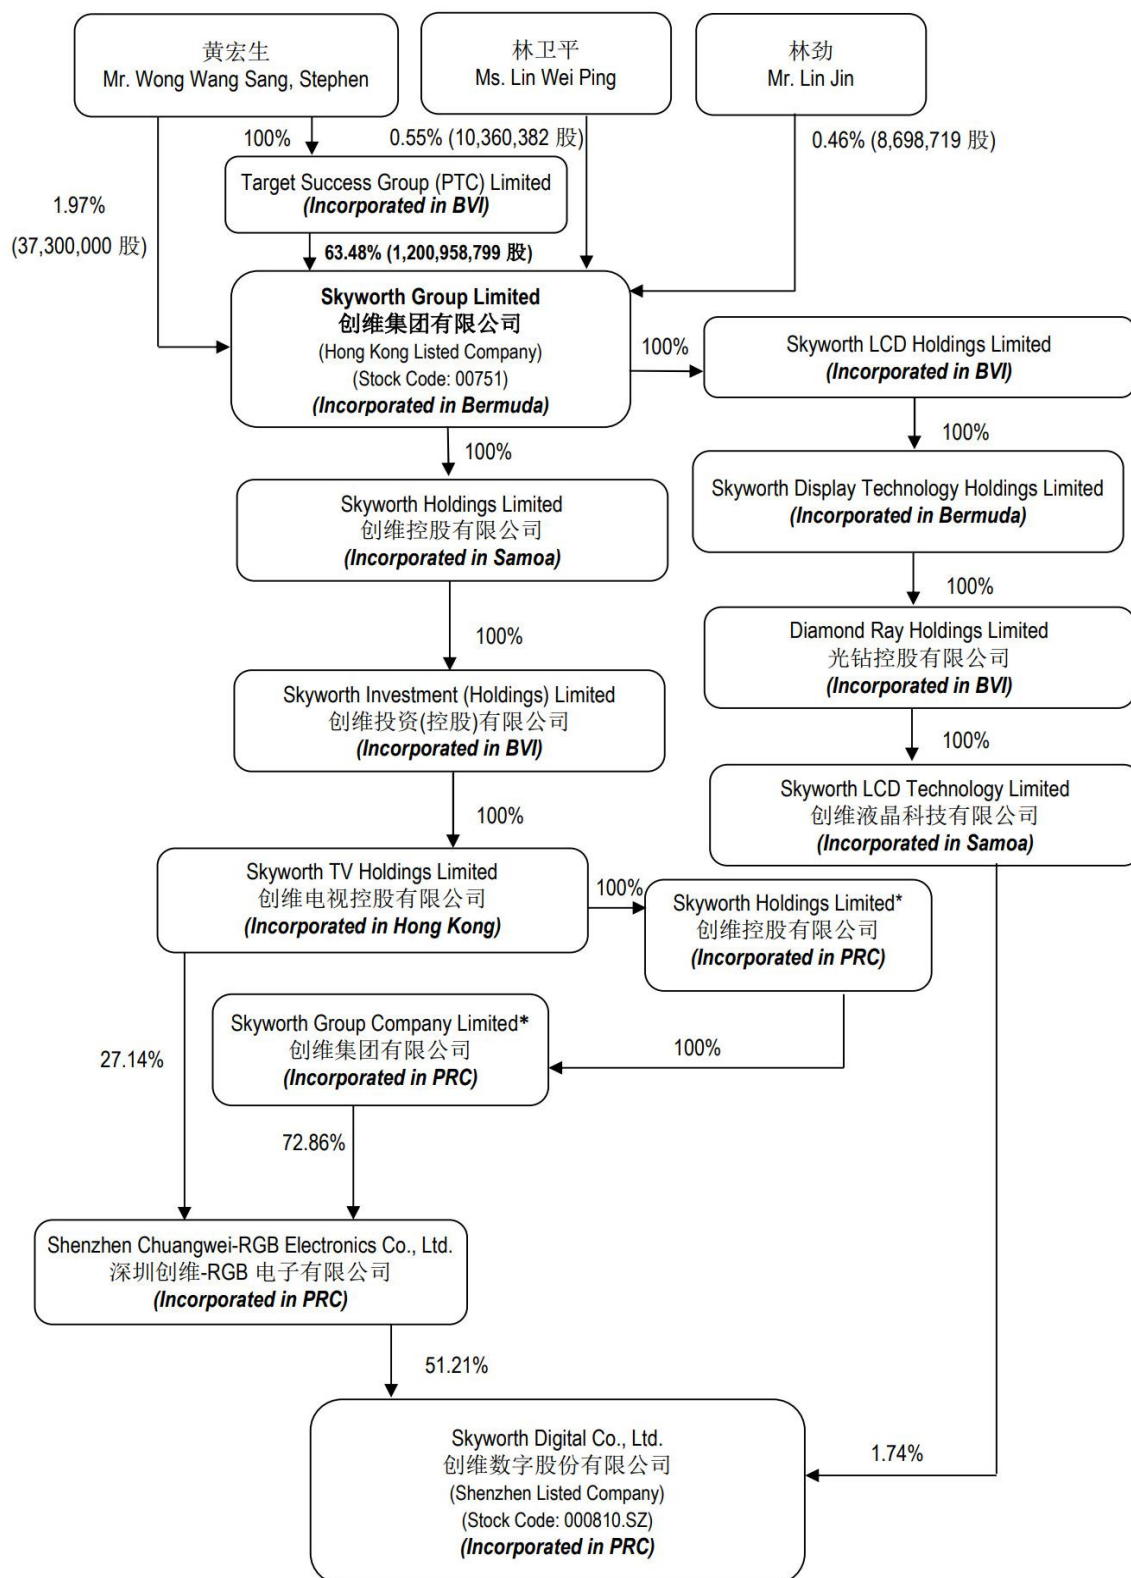 黄宏生
Mr. Wong Wang Sang, Stephen
林卫平
Ms. Lin Wei Ping
林劲
Mr. Lin Jin
100%
0.55% (10,360,382 股)
0.46% (8,698,719 股)
Target Success Group (PTC) Limited
(Incorporated in BVI)
1.97%
(37,300,000 股)
63.48% (1,200,958,799 股)
Skyworth Group Limited
创维集团有限公司
(Hong Kong Listed Company)
(Stock Code: 00751)
(Incorporated in Bermuda)
100%
Skyworth LCD Holdings Limited
(Incorporated in BVI)
100%
100%
Skyworth Holdings Limited
创维控股有限公司
(Incorporated in Samoa)
Skyworth Display Technology Holdings Limited
(Incorporated in Bermuda)
100%
100%
Diamond Ray Holdings Limited
光钻控股有限公司
(Incorporated in BVI)
Skyworth Investment (Holdings) Limited
创维投资(控股)有限公司
(Incorporated in BVI)
100%
100%
Skyworth LCD Technology Limited
创维液晶科技有限公司
(Incorporated in Samoa)
Skyworth TV Holdings Limited
创维电视控股有限公司
(Incorporated in Hong Kong)
100%
Skyworth Holdings Limited*
创维控股有限公司
(Incorporated in PRC)
Skyworth Group Company Limited*
创维集团有限公司
(Incorporated in PRC)
100%
27.14%
72.86%
Shenzhen Chuangwei-RGB Electronics Co., Ltd.
深圳创维-RGB 电子有限公司
(Incorporated in PRC)
51.21%
Skyworth Digital Co., Ltd.
创维数字股份有限公司
(Shenzhen Listed Company)
(Stock Code: 000810.SZ)
(Incorporated in PRC)
1.74%